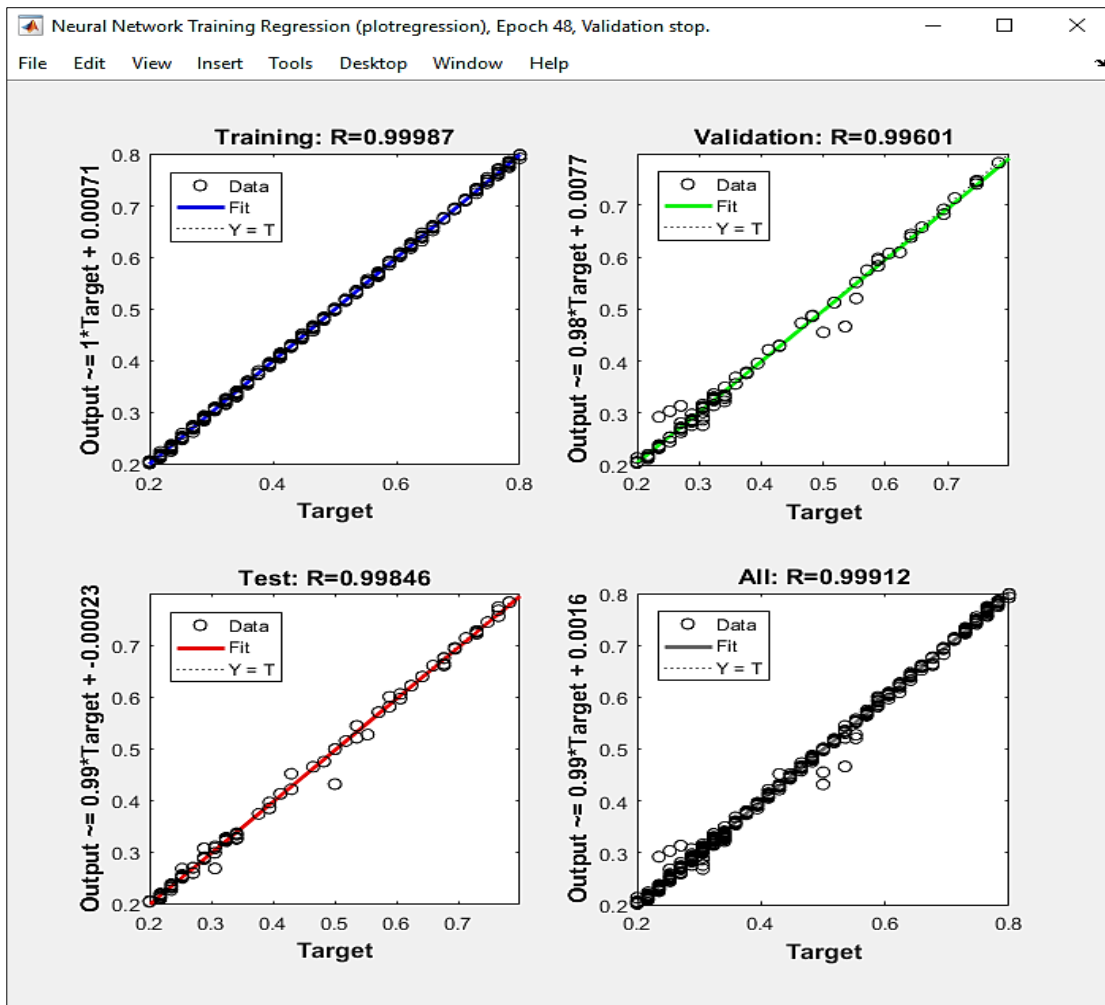 Neural Network Training Regression (plotregression), Epoch 48, Validation stop.
File Edit View Insert Tools Desktop Window Help
Training: R=0.99987
Output ~= 1*Target + 0.00071
0.8
0.7
0.6
0.5
0.4
0.3
0.2
Data
Fit
Y = T
0.2 0.4 0.6 0.8
Target
Validation: R=0.99601
Output ~= 0.98*Target + 0.0077
0.7
0.6
0.5
0.4
0.3
0.2
Data
Fit
Y = T
0.2 0.3 0.4 0.5 0.6 0.7
Target
Test: R=0.99846
Output ~= 0.99*Target + -0.00023
0.7
0.6
0.5
0.4
0.3
0.2
Data
Fit
Y = T
0.2 0.3 0.4 0.5 0.6 0.7
Target
All: R=0.99912
Output ~= 0.99*Target + 0.0016
0.8
0.7
0.6
0.5
0.4
0.3
0.2
Data
Fit
Y = T
0.2 0.4 0.6 0.8
Target